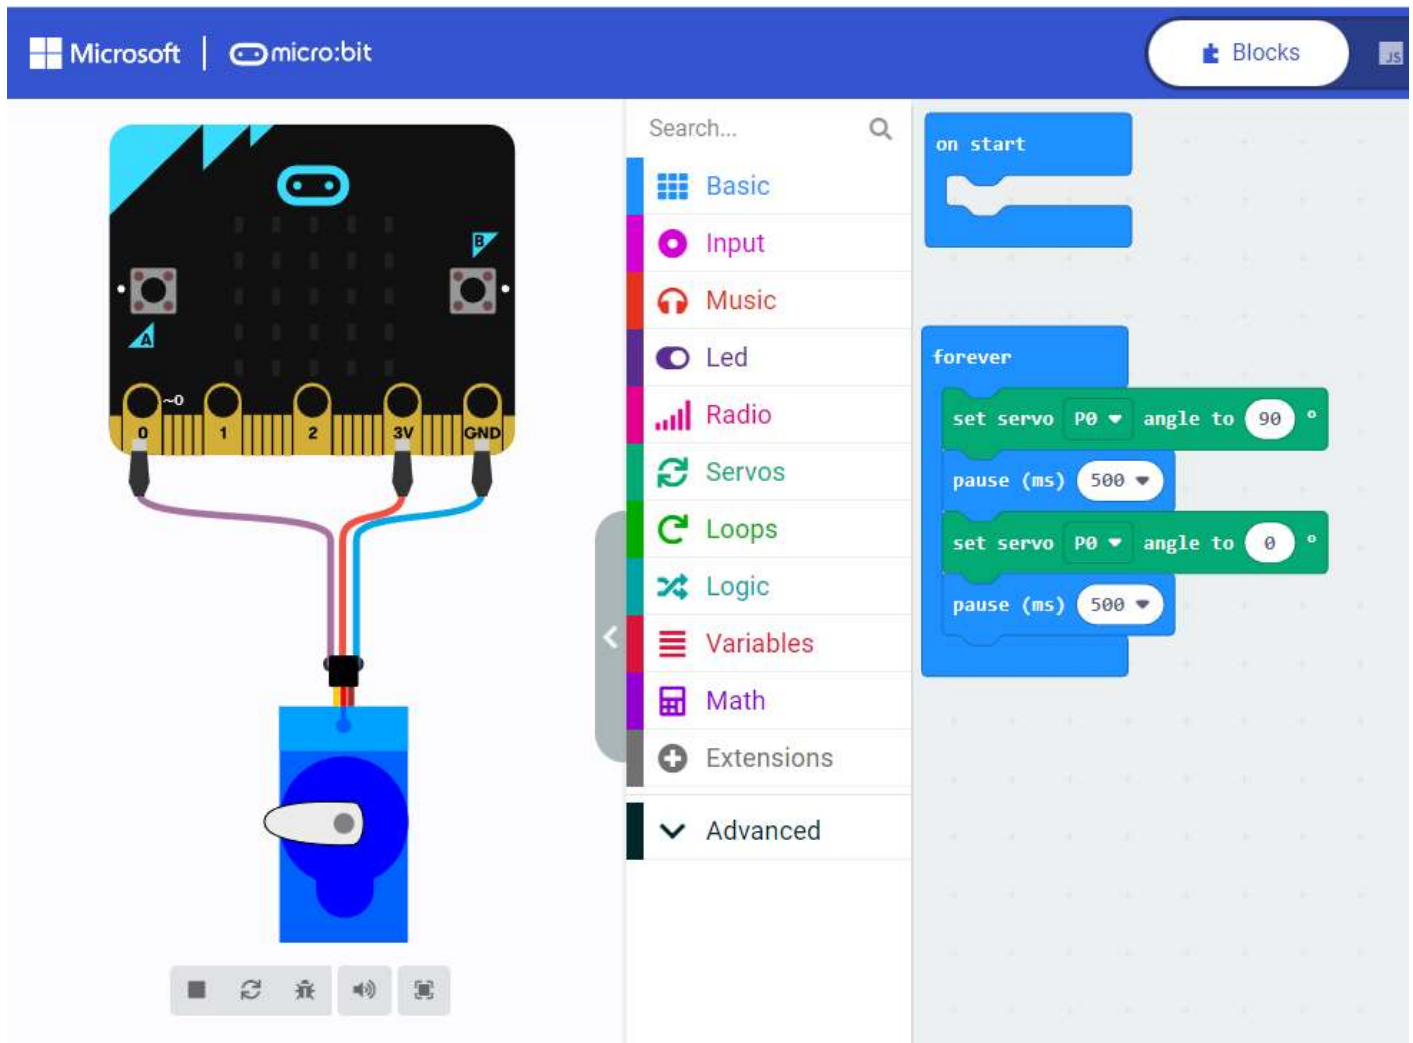 Microsoft | micro:bit
Blocks
JS
B
A
~0
0 1 2 3V GND
Search...
Basic
Input
Music
Led
Radio
Servos
Loops
Logic
Variables
Math
Extensions
Advanced
on start
forever
set servo P0 angle to 90 °
pause (ms) 500
set servo P0 angle to 0 °
pause (ms) 500